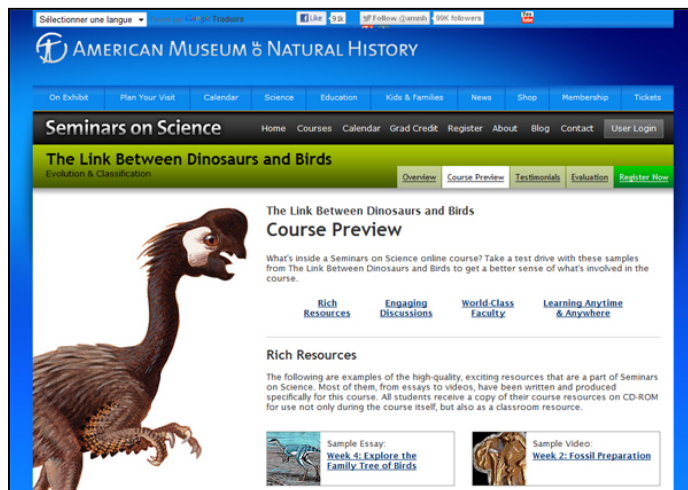 Sélectionner une langue
Traduire
Like 91k
Follow @amnh 99K followers
You Tube
AMERICAN MUSEUM OF NATURAL HISTORY
On Exhibit Plan Your Visit Calendar Science Education Kids & Families News Shop Membership Tickets
Seminars on Science
Home Courses Calendar Grad Credit Register About Blog Contact User Login
The Link Between Dinosaurs and Birds
Evolution & Classification
Overview Course Preview Testimonials Evaluation Register Now
The Link Between Dinosaurs and Birds
Course Preview
What's inside a Seminars on Science online course? Take a test drive with these samples
from The Link Between Dinosaurs and Birds to get a better sense of what's involved in the
course.
Rich
Resources
Engaging
Discussions
World-Class
Faculty
Learning Anytime
& Anywhere
Rich Resources
The following are examples of the high-quality, exciting resources that are a part of Seminars
on Science. Most of them, from essays to videos, have been written and produced
specifically for this course. All students receive a copy of their course resources on CD-ROM
for use not only during the course itself, but also as a classroom resource.
Sample Essay:
Week 4: Explore the
Family Tree of Birds
Sample Video:
Week 2: Fossil Preparation